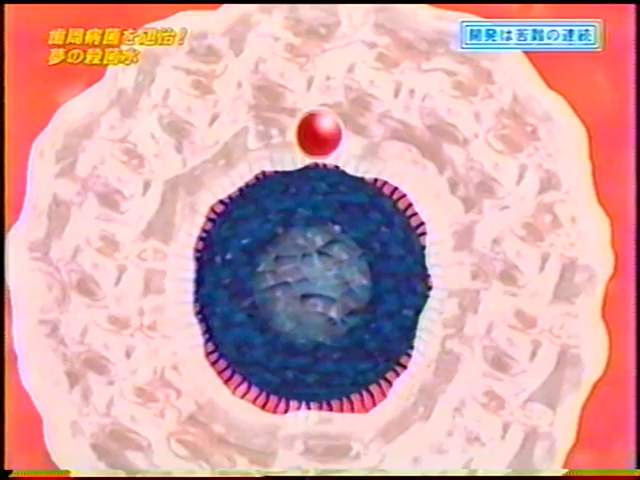 歯周病菌を退治!
夢の殺菌水
開発は苦難の連続